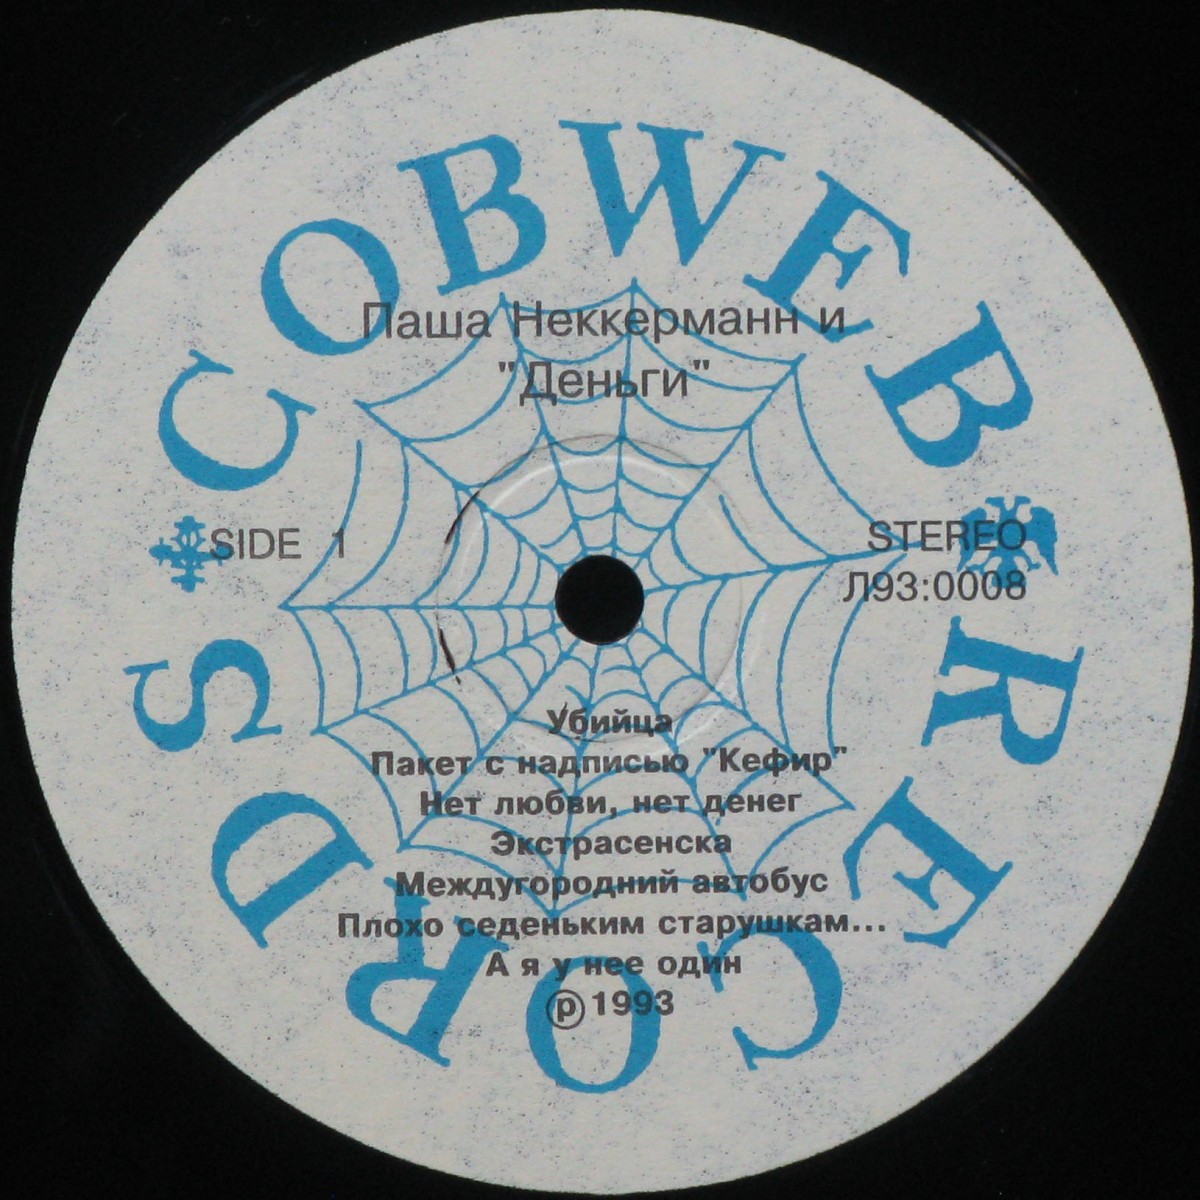 COBWEB RECORDS
Паша Неккерманн и
"Деньги"
SIDE 1
STEREO
Л93:0008
Убийца
Пакет с надписью "Кефир"
Нет любви, нет денег
Экстрасенска
Междугородний автобус
Плохо седеньким старушкам...
А я у нее один
℗ 1993